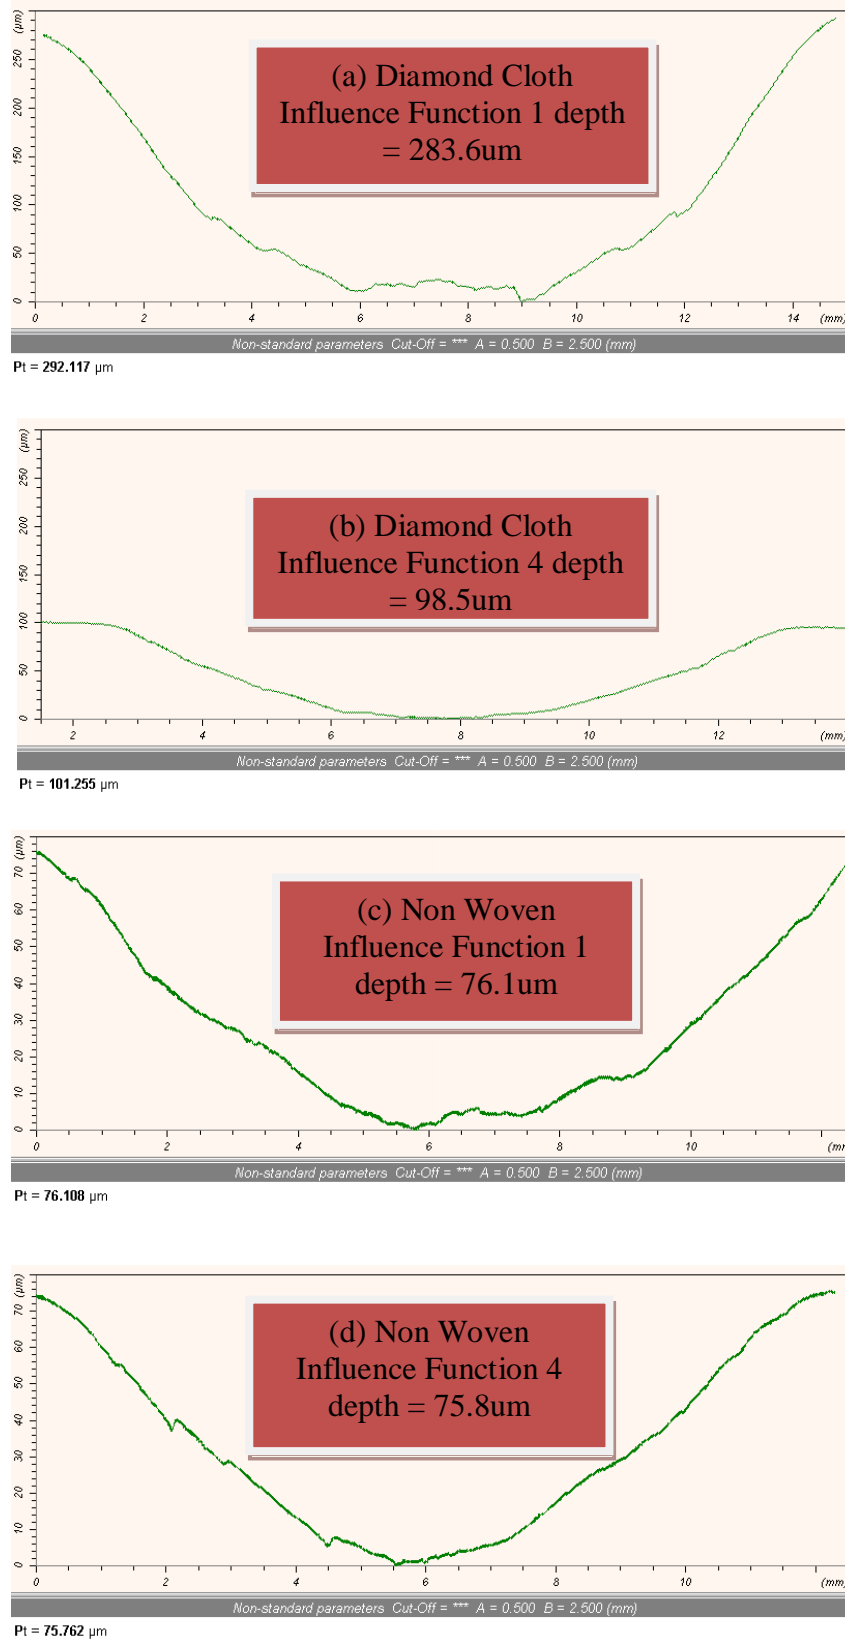 (µm)
250
200
150
100
50
0
(a) Diamond Cloth
Influence Function 1 depth
= 283.6um
0 2 4 6 8 10 12 14 (mm)
Non-standard parameters Cut-Off = *** A = 0.500 B = 2.500 (mm)
Pt = 292.117 µm
(µm)
250
200
150
100
50
0
(b) Diamond Cloth
Influence Function 4 depth
= 98.5um
2 4 6 8 10 12 (mm)
Non-standard parameters Cut-Off = *** A = 0.500 B = 2.500 (mm)
Pt = 101.255 µm
(µm)
70
60
50
40
30
20
10
0
(c) Non Woven
Influence Function 1
depth = 76.1um
0 2 4 6 8 10 (m
Non-standard parameters Cut-Off = *** A = 0.500 B = 2.500 (mm)
Pt = 76.108 µm
(µm)
70
60
50
40
30
20
10
0
(d) Non Woven
Influence Function 4
depth = 75.8um
0 2 4 6 8 10 (mm)
Non-standard parameters Cut-Off = *** A = 0.500 B = 2.500 (mm)
Pt = 75.762 µm